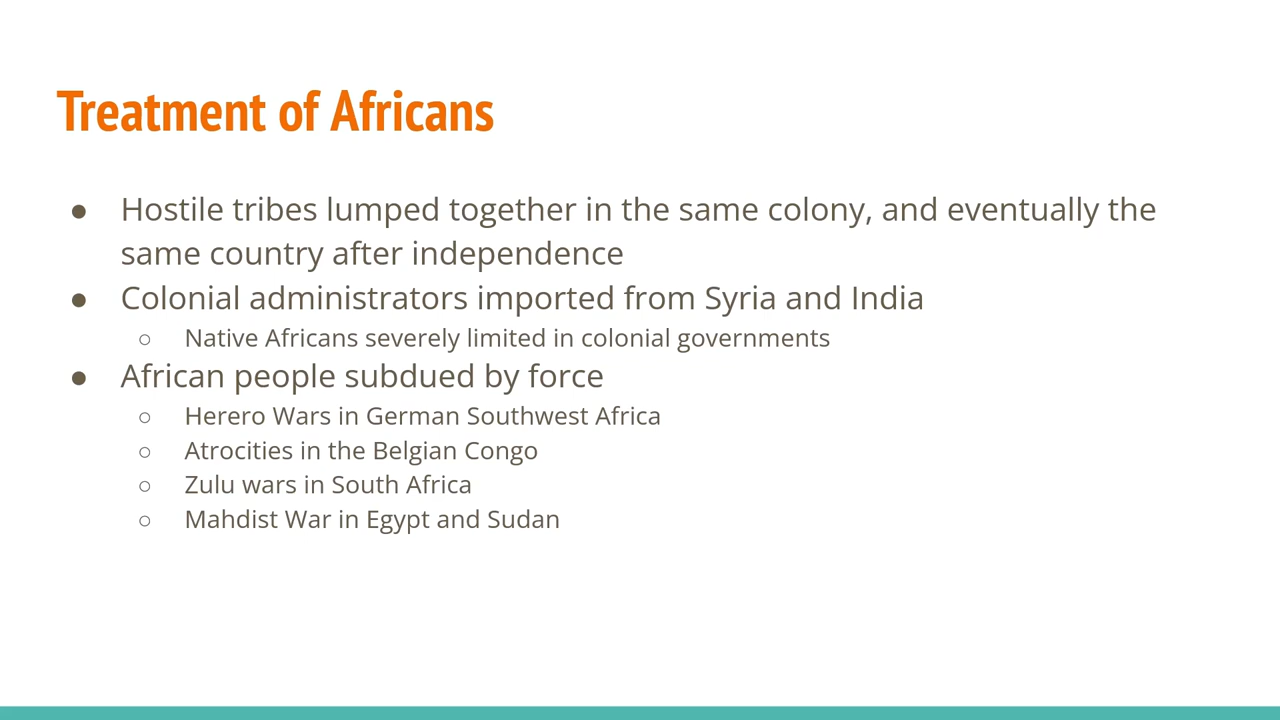 Treatment of Africans
● Hostile tribes lumped together in the same colony, and eventually the
same country after independence
● Colonial administrators imported from Syria and India
○ Native Africans severely limited in colonial governments
● African people subdued by force
○ Herero Wars in German Southwest Africa
○ Atrocities in the Belgian Congo
○ Zulu wars in South Africa
○ Mahdist War in Egypt and Sudan